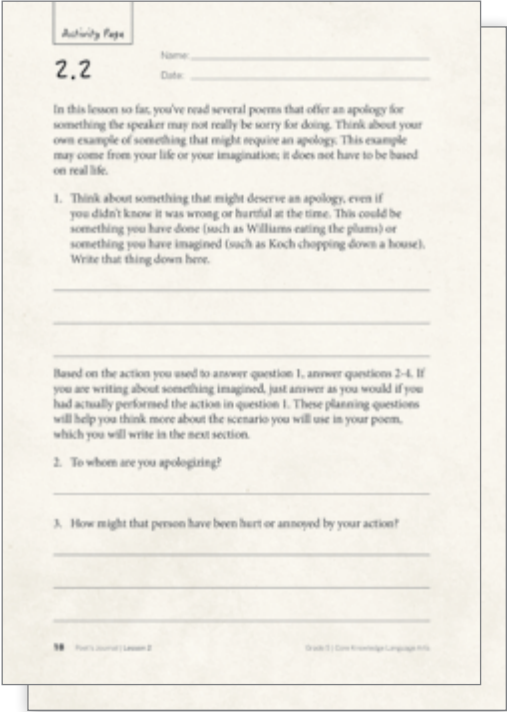 Activity Page
2.2
Name:
Date:
In this lesson so far, you've read several poems that offer an apology for
something the speaker may not really be sorry for doing. Think about your
own example of something that might require an apology. This example
may come from your life or your imagination; it does not have to be based
on real life.
1. Think about something that might deserve an apology, even if
you didn't know it was wrong or hurtful at the time. This could be
something you have done (such as Williams eating the plums) or
something you have imagined (such as Koch chopping down a house).
Write that thing down here.
Based on the action you used to answer question 1, answer questions 2-4. If
you are writing about something imagined, just answer as you would if you
had actually performed the action in question 1. These planning questions
will help you think more about the scenario you will use in your poem,
which you will write in the next section.
2. To whom are you apologizing?
3. How might that person have been hurt or annoyed by your action?
18 Poet's Journal | Lesson 2
Grade 5 | Core Knowledge Language Arts